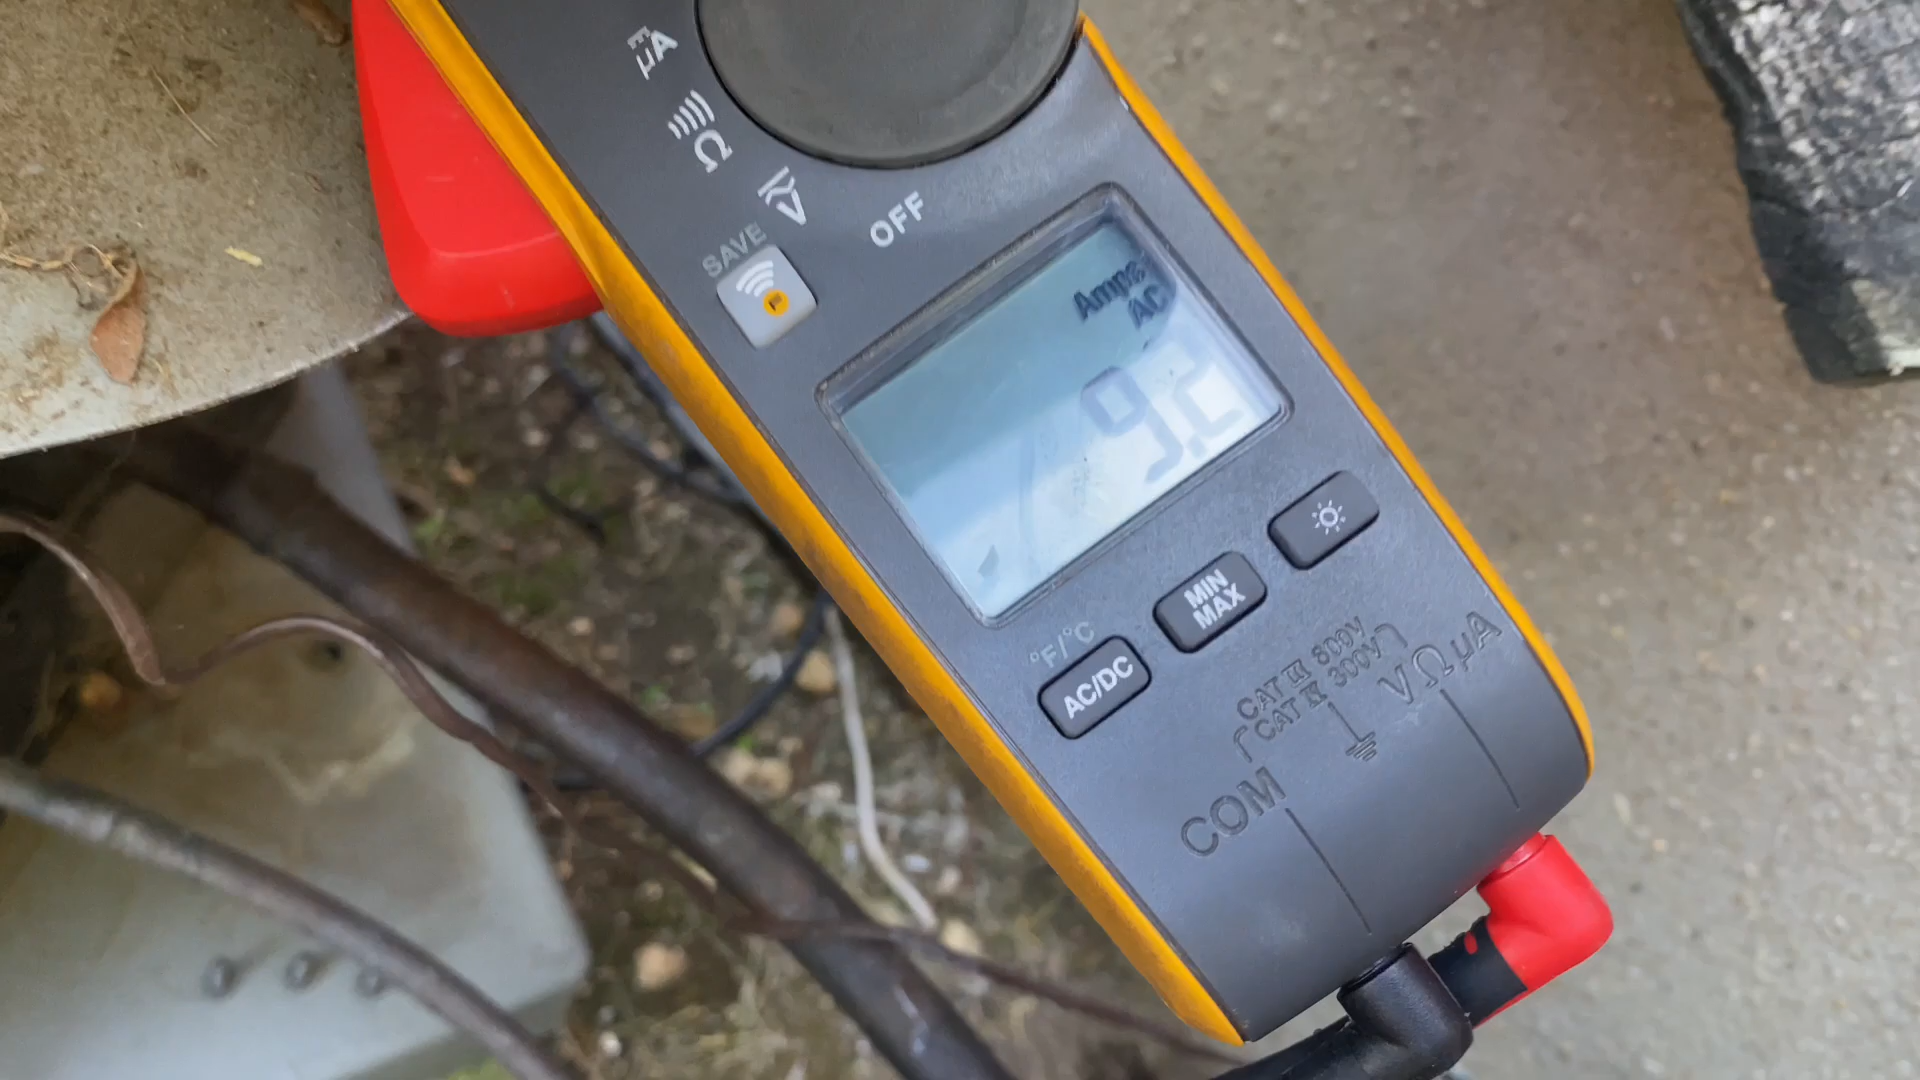 µA
Ω
V
OFF
SAVE
Amps
AC
°F/°C
AC/DC
MIN
MAX
CAT III 600V
CAT IV 300V
COM
VΩµA